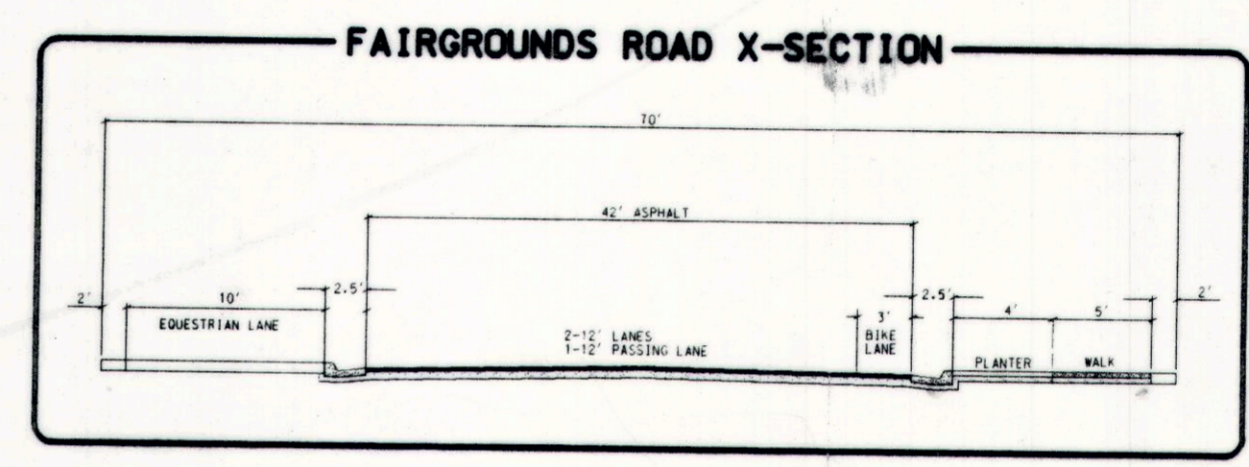 FAIRGROUNDS ROAD X-SECTION
70'
42' ASPHALT
2'
10'
2.5'
2.5'
2'
EQUESTRIAN LANE
2-12' LANES
1-12' PASSING LANE
3'
BIKE
LANE
4'
5'
PLANTER
WALK